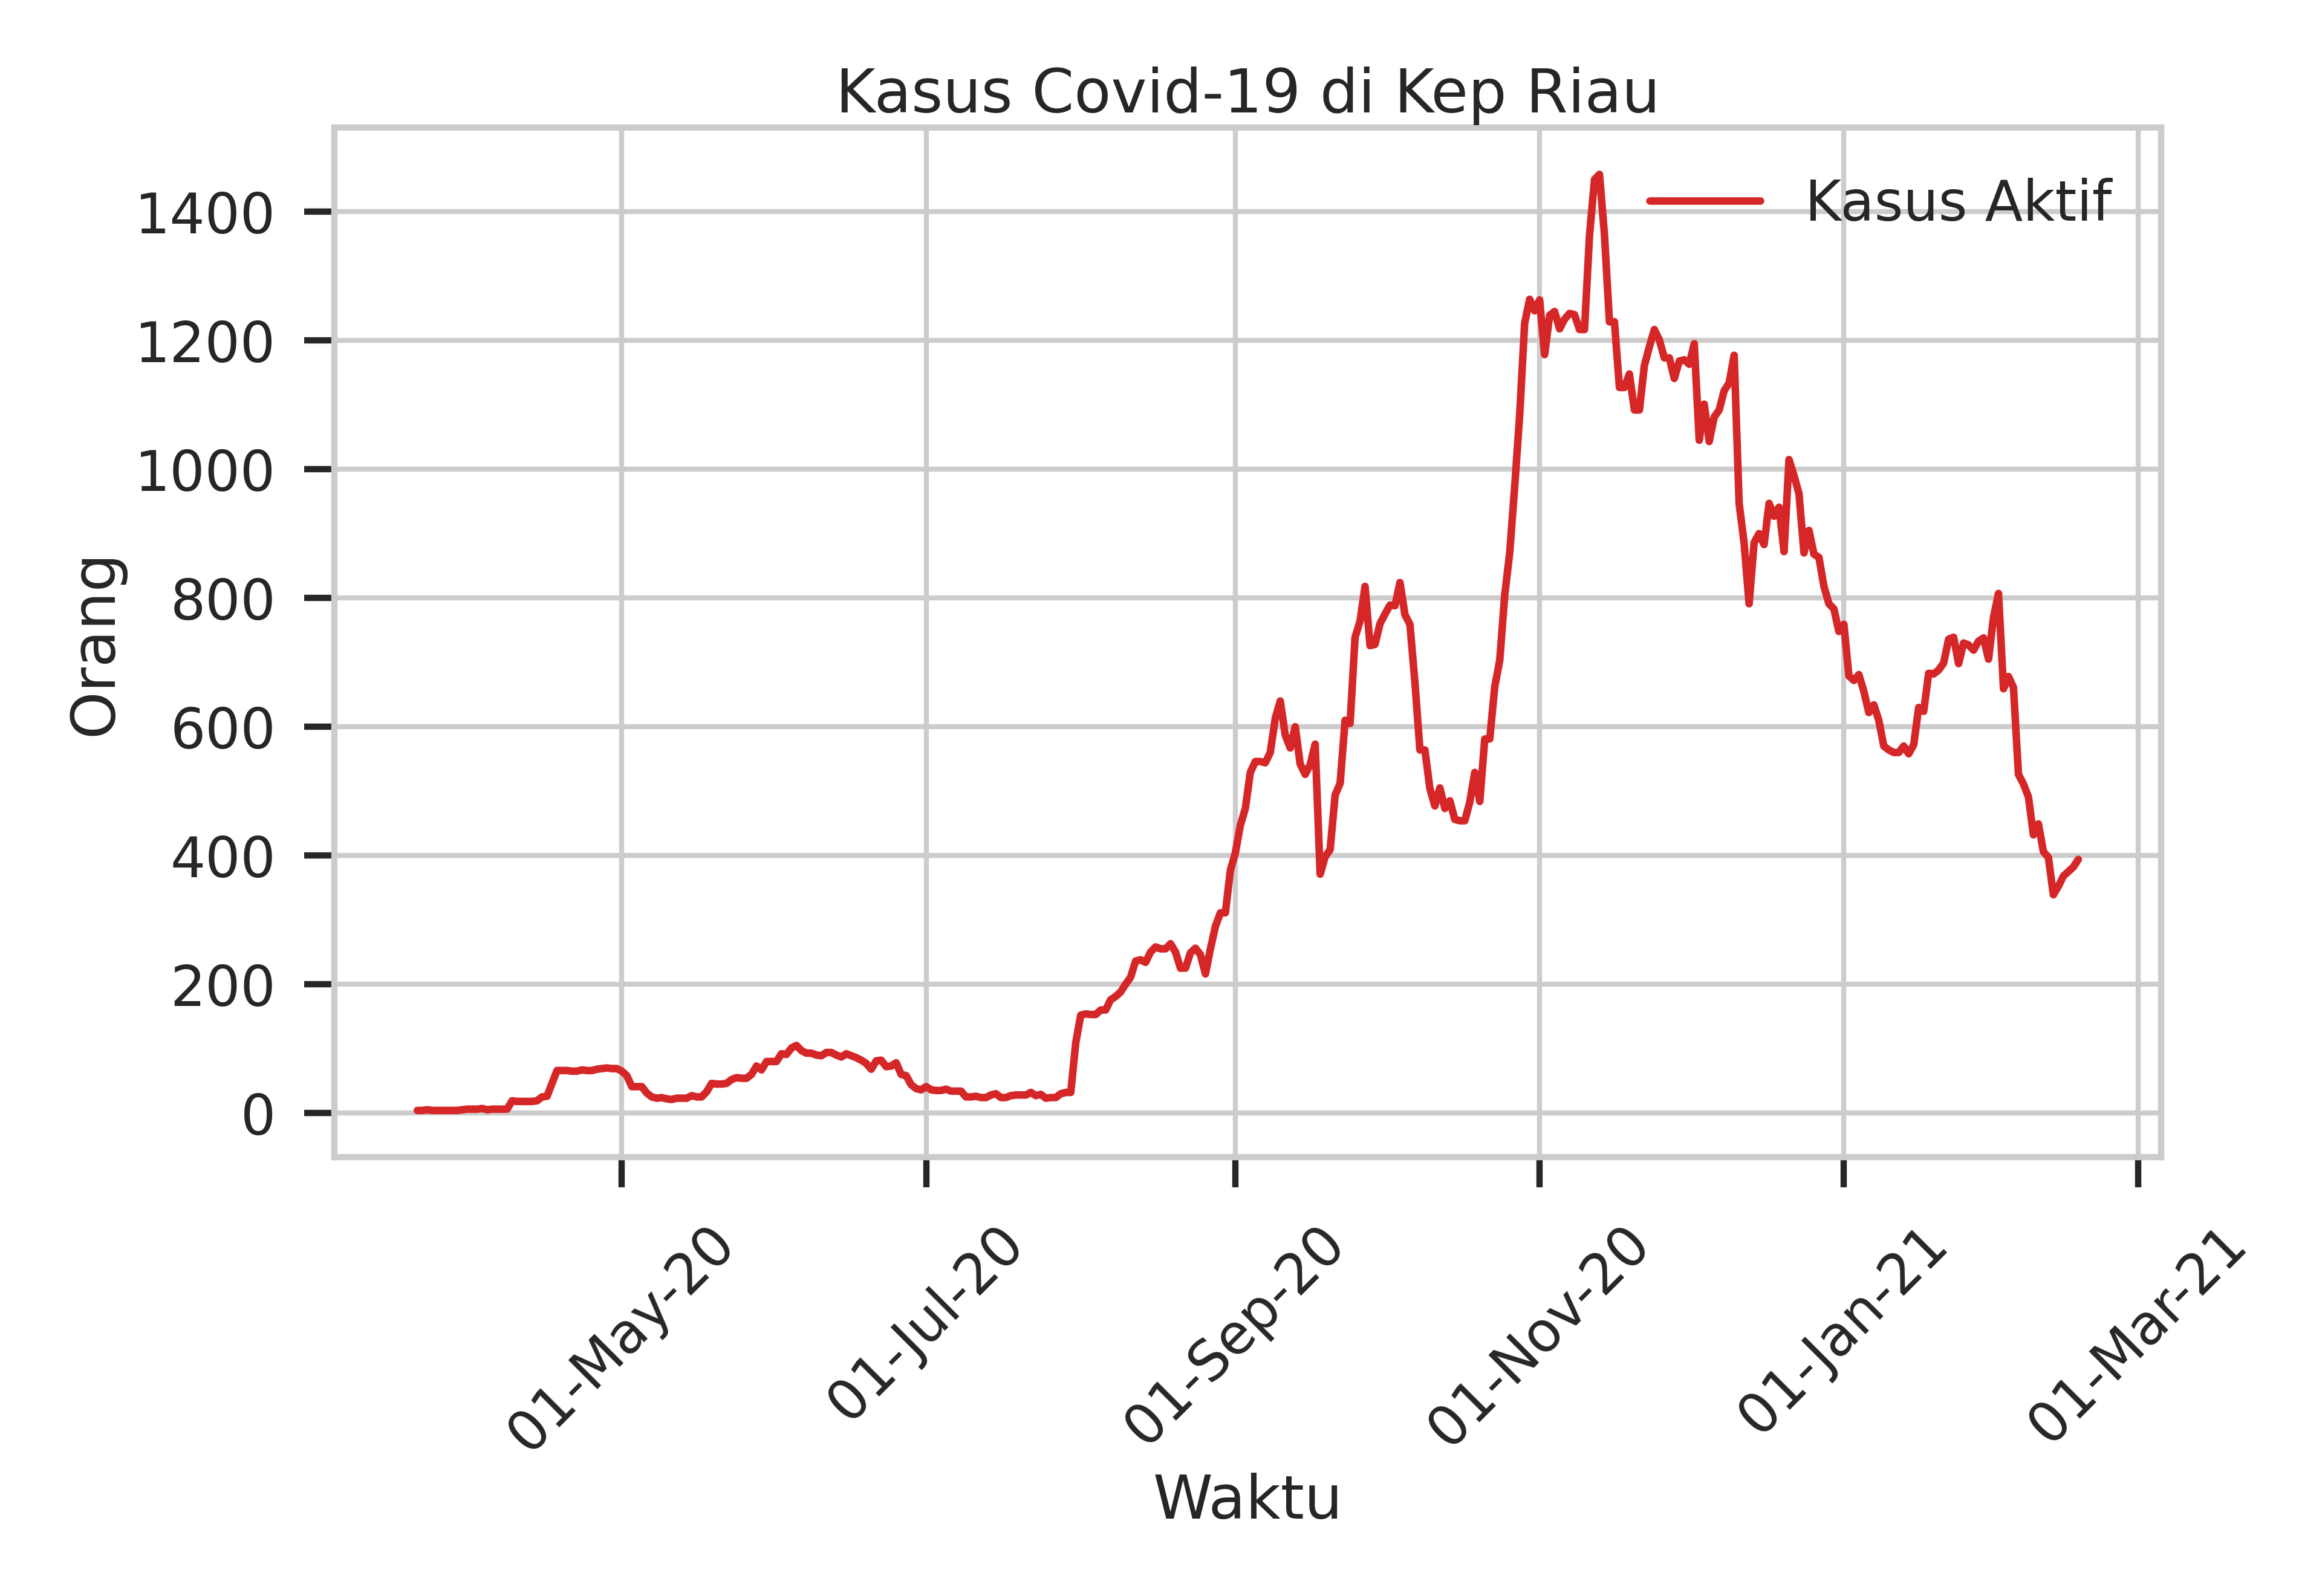 Kasus Covid-19 di Kep Riau
Kasus Aktif
Orang
1400
1200
1000
800
600
400
200
0
01-May-20
01-Jul-20
01-Sep-20
01-Nov-20
01-Jan-21
01-Mar-21
Waktu